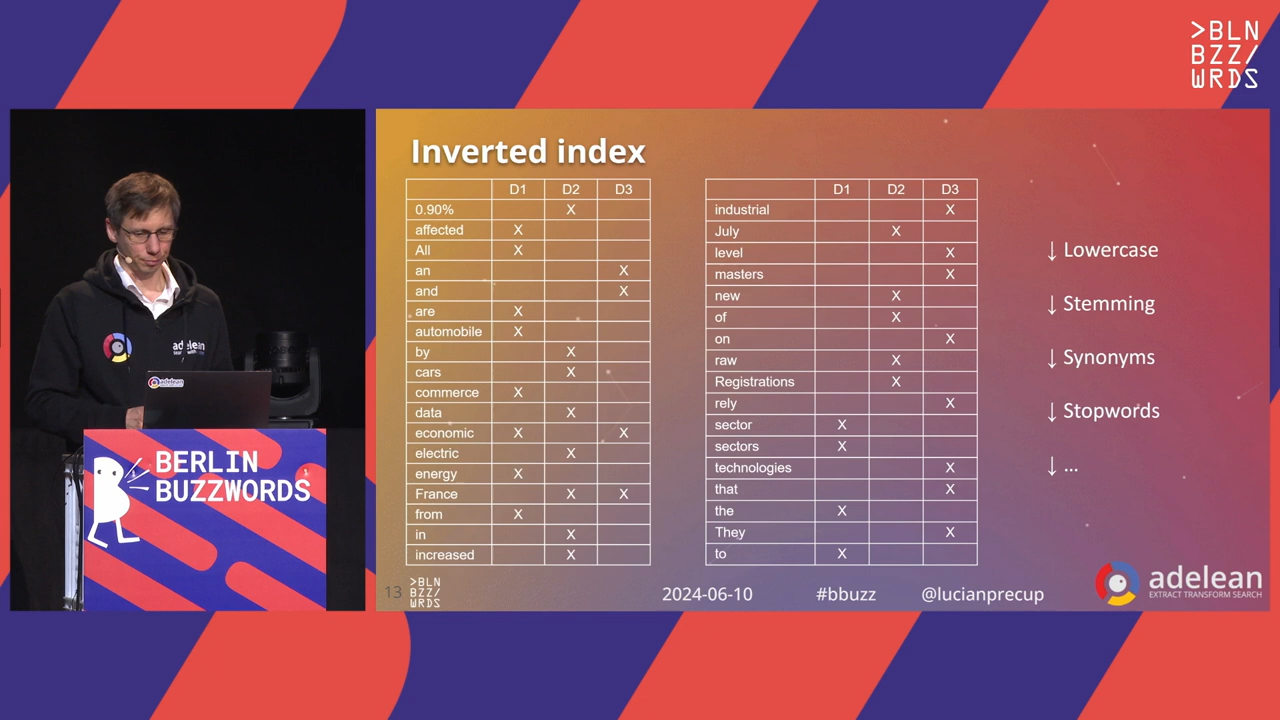 >BLN
BZZ/
WRDS
Inverted index
D1 D2 D3
0.90% X
affected X
All X
an X
and X
are X
automobile X
by X
cars X
commerce X
data X
economic X X
electric X
energy X
France X X
from X
in X
increased X
D1 D2 D3
industrial X
July X
level X
masters X
new X
of X
on X
raw X
Registrations X
rely X
sector X
sectors X
technologies X
that X
the X
They X
to X
↓ Lowercase
↓ Stemming
↓ Synonyms
↓ Stopwords
↓ ...
13
>BLN
BZZ/
WRDS
2024-06-10
#bbuzz
@lucianprecup
adelean
EXTRACT TRANSFORM SEARCH
adelean
adelean
BERLIN
BUZZWORDS